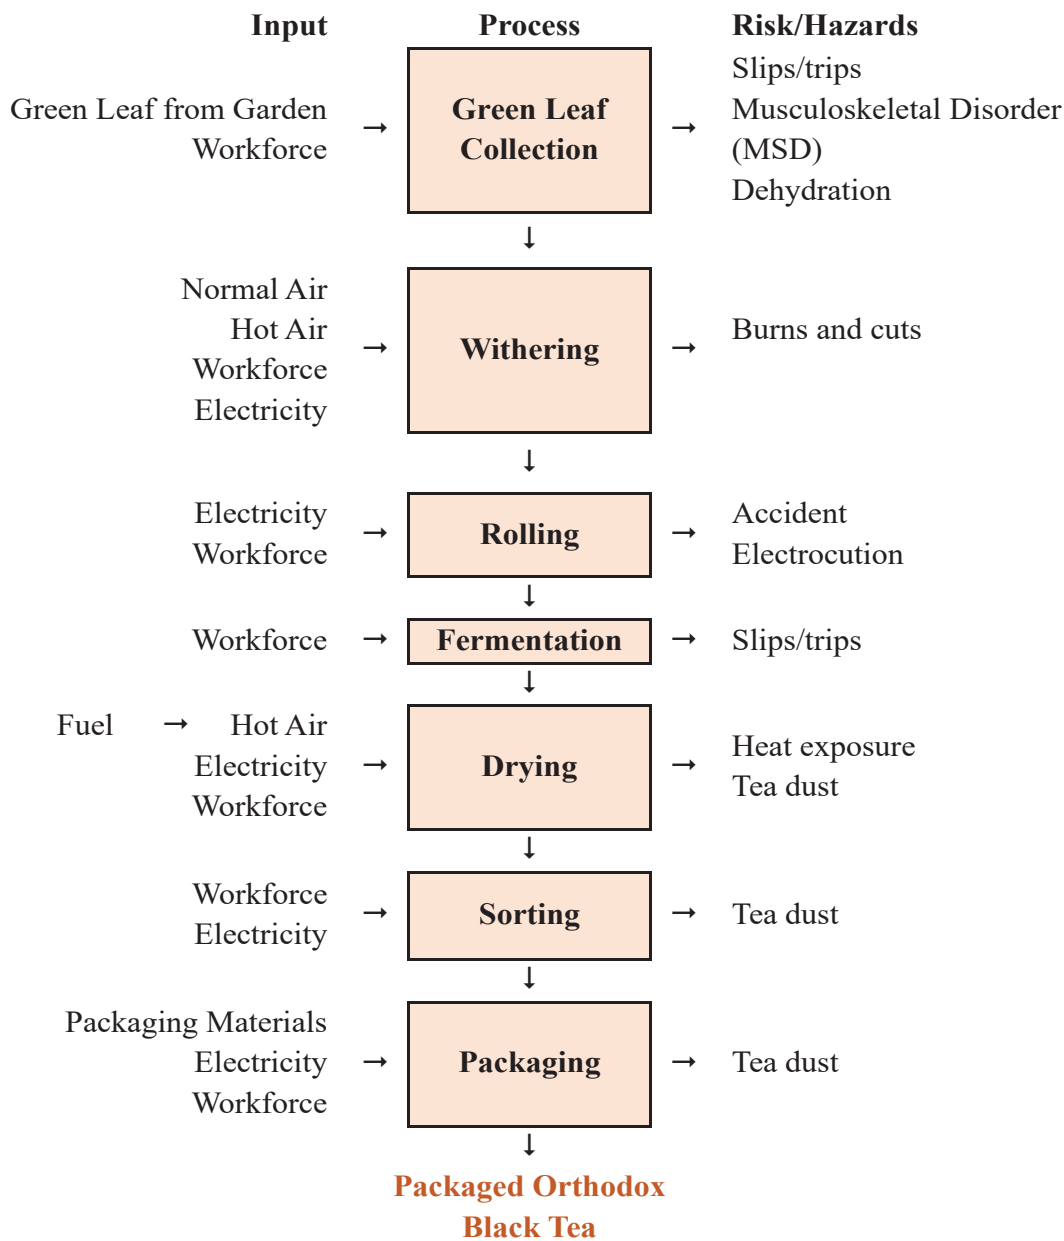 Input Process Risk/Hazards
Slips/trips
Green Leaf from Garden → Green Leaf → Musculoskeletal Disorder
Workforce Collection (MSD)
Dehydration
↓
Normal Air
Hot Air → Withering → Burns and cuts
Workforce
Electricity
↓
Electricity → Rolling → Accident
Workforce Electrocution
↓
Workforce → Fermentation → Slips/trips
↓
Fuel → Hot Air
Electricity → Drying → Heat exposure
Workforce Tea dust
↓
Workforce → Sorting → Tea dust
Electricity
↓
Packaging Materials
Electricity → Packaging → Tea dust
Workforce
↓
Packaged Orthodox
Black Tea